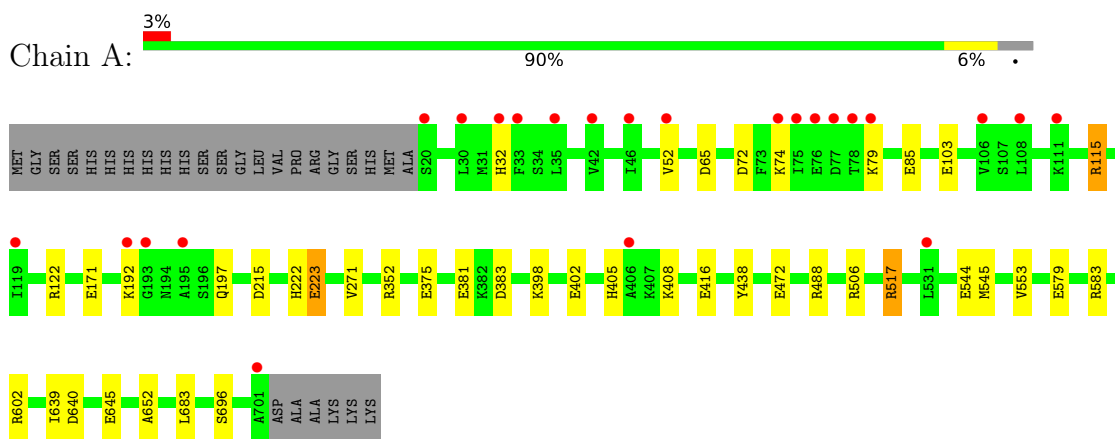 3%
Chain A:
90% 6% •
MET GLY SER SER HIS HIS HIS HIS HIS HIS SER SER GLY LEU VAL PRO ARG GLY SER HIS MET ALA S20 L30 M31 H32 F33 S34 L35 V42 I46 V52 D65 D72 F73 K74 I75 E76 D77 T78 K79 E85 E103 V106 S107 L108 K111 R115
I119 R122 E171 K192 G193 N194 A195 S196 Q197 D215 H222 E223 V271 R352 E375 E381 K382 D383 K398 E402 H405 A406 K407 K408 E416 Y438 E472 R488 R506 R517 L531 E544 M545 V553 E579 R583
R602 I639 D640 E645 A652 L683 S696 A701 ASP ALA ALA LYS LYS LYS